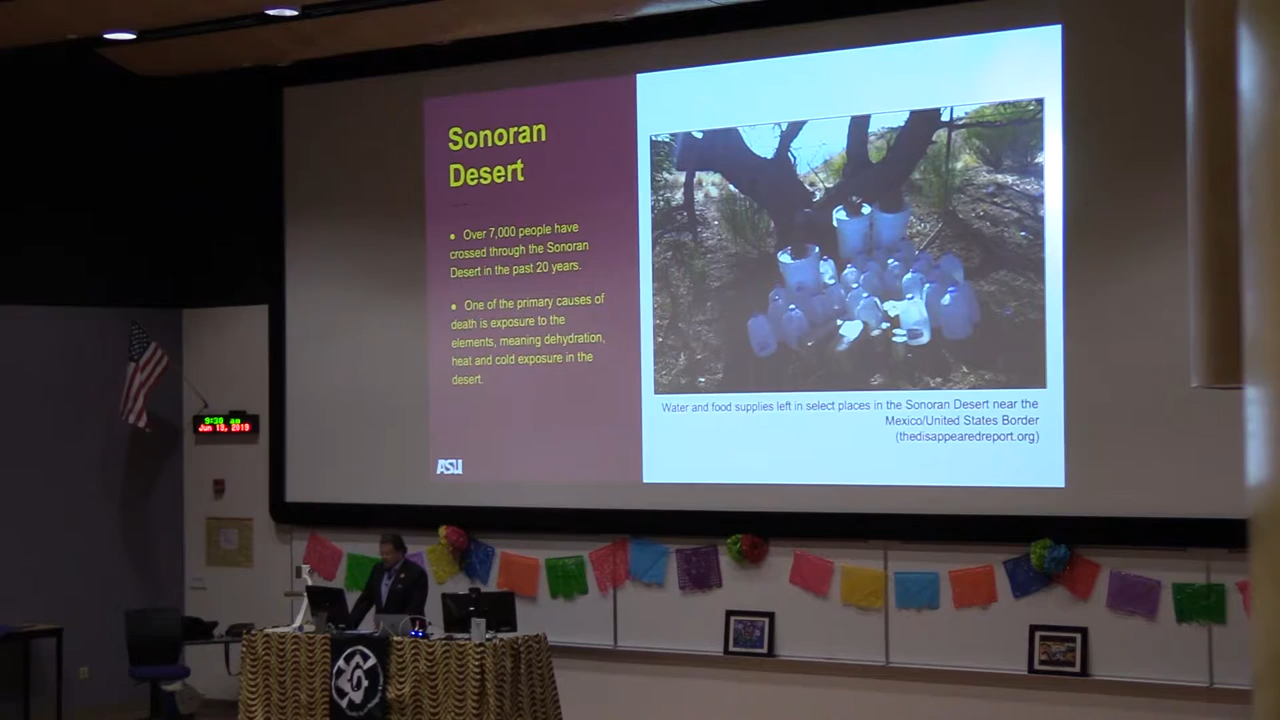 Sonoran
Desert
• Over 7,000 people have
crossed through the Sonoran
Desert in the past 20 years.
• One of the primary causes of
death is exposure to the
elements, meaning dehydration,
heat and cold exposure in the
desert.
ASU
Water and food supplies left in select places in the Sonoran Desert near the
Mexico/United States Border
(thedisappearedreport.org)
9:30 am
Jun 13, 2019